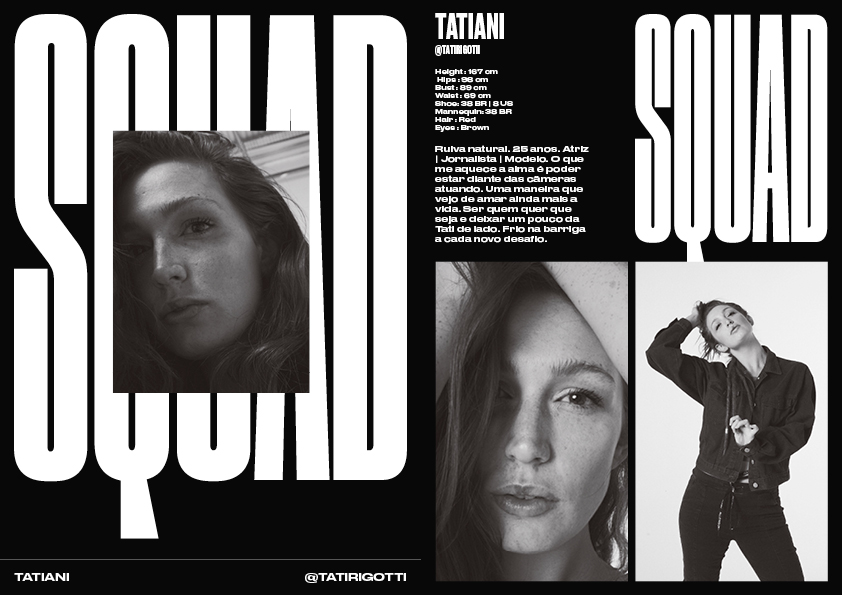 SQUAD
TATIANI
@TATIRIGOTTI
TATIANI
@TATIRIGOTTI
Height: 167 cm
Hips: 98 cm
Bust: 89 cm
Waist: 69 cm
Shoe: 38 BR | 8 US
Mannequin: 38 BR
Hair: Red
Eyes: Brown
Ruiva natural. 25 anos. Atriz
| Jornalista | Modelo. O que
me aquece a alma é poder
estar diante das câmeras
atuando. Uma maneira que
vejo de amar ainda mais a
vida. Ser quem quer que
seja e deixar um pouco da
Tati de lado. Frio na barriga
a cada novo desafio.
SQUAD